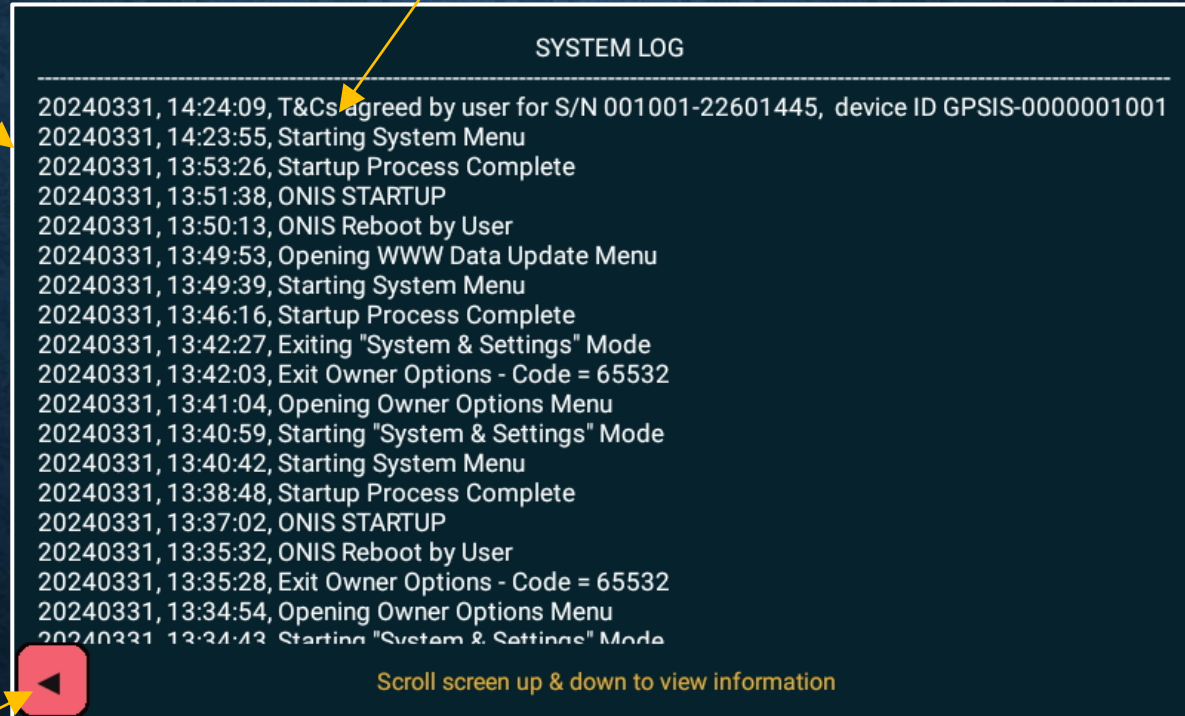 SYSTEM LOG
20240331, 14:24:09, T&Cs agreed by user for S/N 001001-22601445,  device ID GPSIS-0000001001
20240331, 14:23:55, Starting System Menu
20240331, 13:53:26, Startup Process Complete
20240331, 13:51:38, ONIS STARTUP
20240331, 13:50:13, ONIS Reboot by User
20240331, 13:49:53, Opening WWW Data Update Menu
20240331, 13:49:39, Starting System Menu
20240331, 13:46:16, Startup Process Complete
20240331, 13:42:27, Exiting "System & Settings" Mode
20240331, 13:42:03, Exit Owner Options - Code = 65532
20240331, 13:41:04, Opening Owner Options Menu
20240331, 13:40:59, Starting "System & Settings" Mode
20240331, 13:40:42, Starting System Menu
20240331, 13:38:48, Startup Process Complete
20240331, 13:37:02, ONIS STARTUP
20240331, 13:35:32, ONIS Reboot by User
20240331, 13:35:28, Exit Owner Options - Code = 65532
20240331, 13:34:54, Opening Owner Options Menu
20240331, 13:34:43, Starting "System & Settings" Mode
Scroll screen up & down to view information